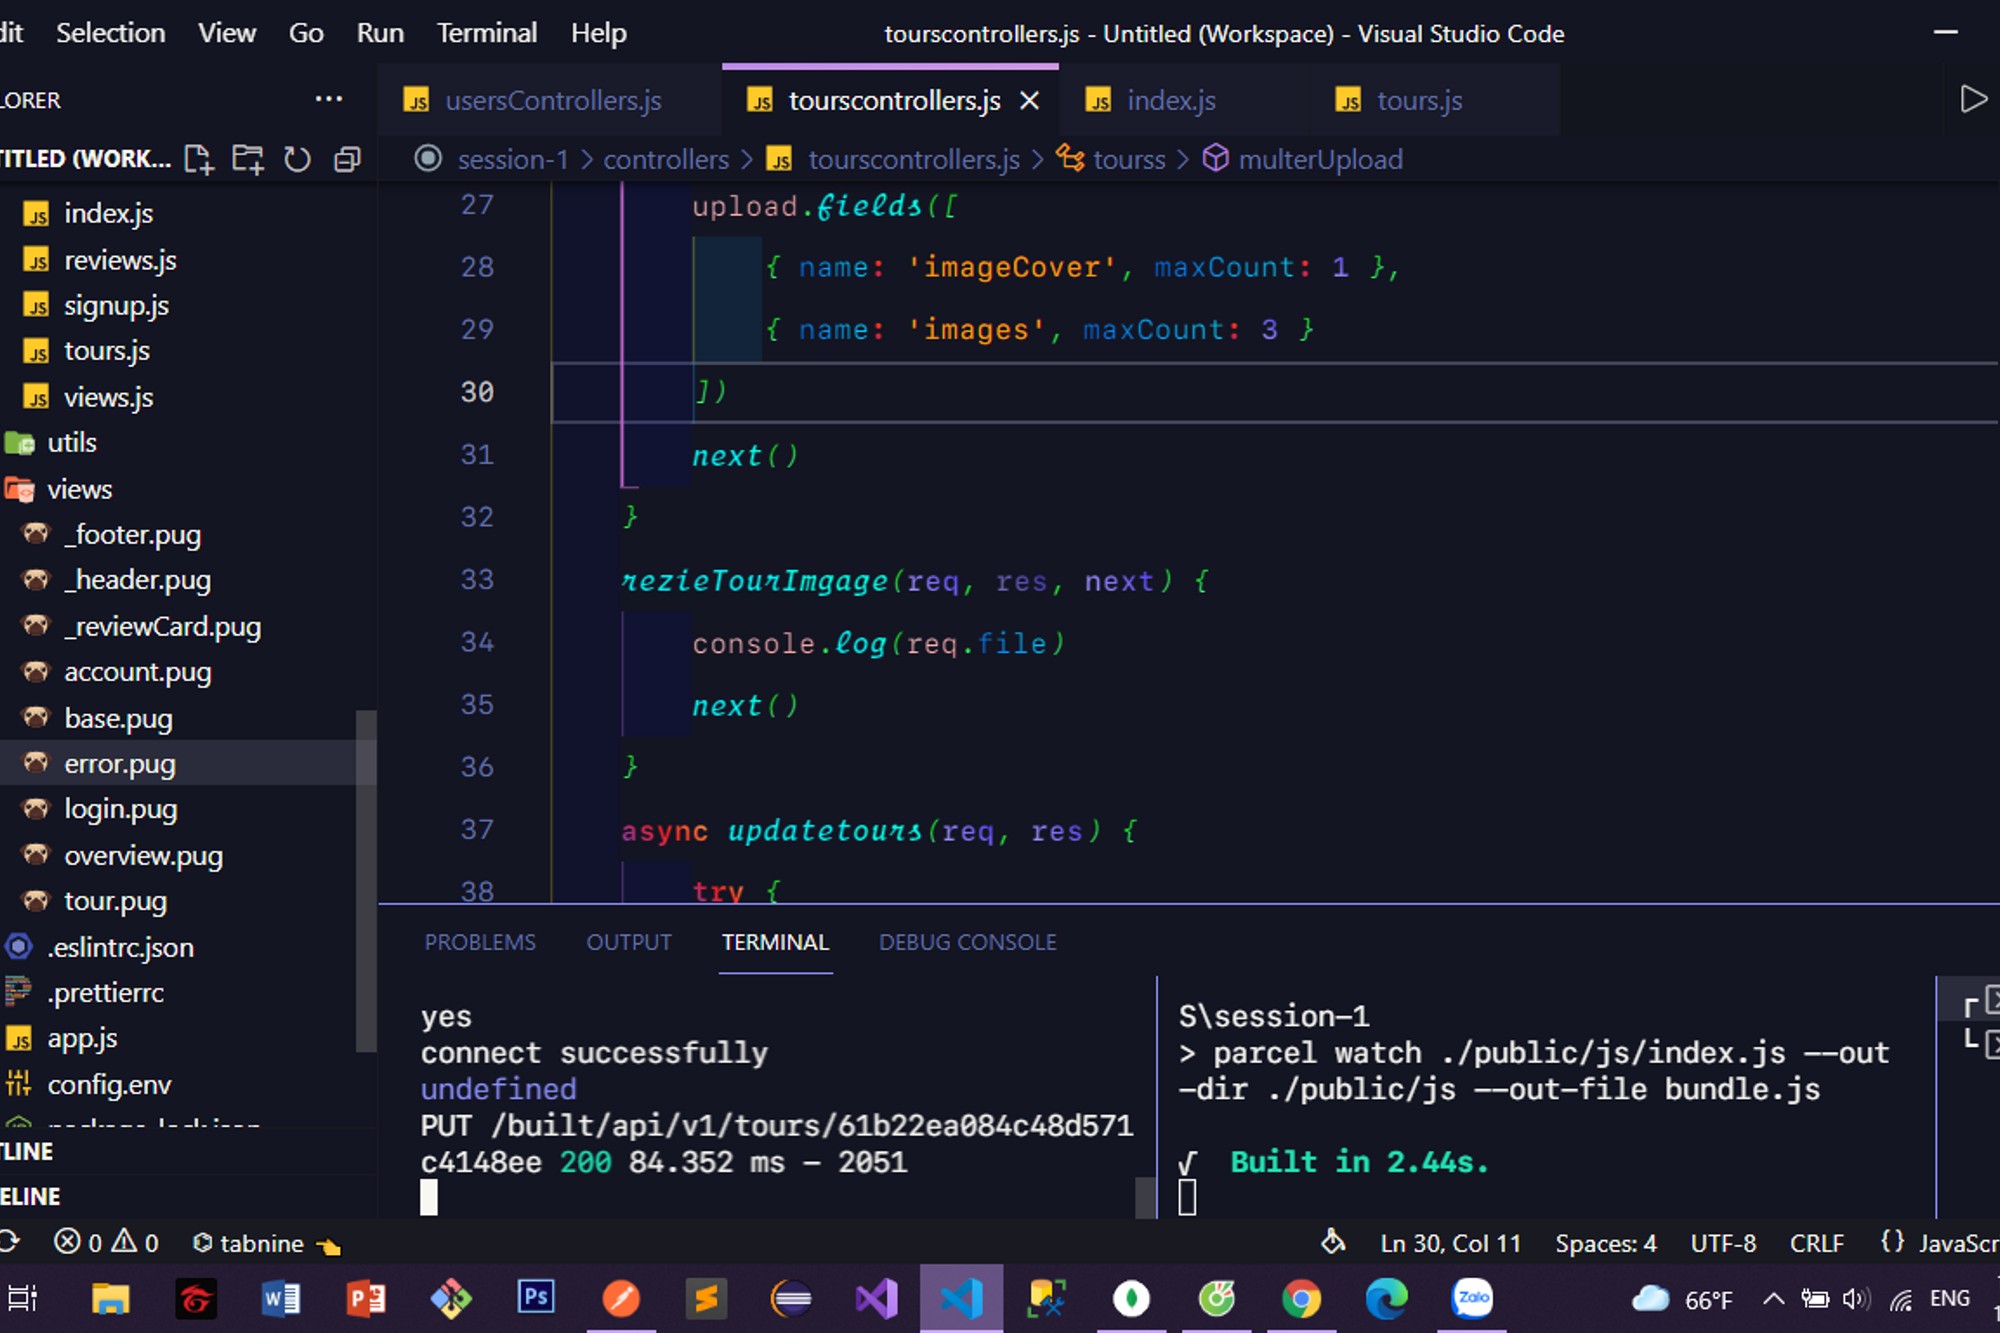 dit Selection View Go Run Terminal Help tourscontrollers.js - Untitled (Workspace) - Visual Studio Code
LORER ··· usersControllers.js tourscontrollers.js index.js tours.js
TITLED (WORK... session-1 > controllers > tourscontrollers.js > tourss > multerUpload
index.js
reviews.js
signup.js
tours.js
views.js
utils
views
_footer.pug
_header.pug
_reviewCard.pug
account.pug
base.pug
error.pug
login.pug
overview.pug
tour.pug
.eslintrc.json
.prettierrc
app.js
config.env
package-lock.json
TLINE
ELINE
27 upload.fields([
28 { name: 'imageCover', maxCount: 1 },
29 { name: 'images', maxCount: 3 }
30 ])
31 next()
32 }
33 rezieTourImgage(req, res, next) {
34 console.log(req.file)
35 next()
36 }
37 async updatetours(req, res) {
38 try {
PROBLEMS OUTPUT TERMINAL DEBUG CONSOLE
yes
connect successfully
undefined
PUT /built/api/v1/tours/61b22ea084c48d571
c4148ee 200 84.352 ms - 2051
S\session-1
> parcel watch ./public/js/index.js --out
-dir ./public/js --out-file bundle.js
√ Built in 2.44s.
0 0 tabnine Ln 30, Col 11 Spaces: 4 UTF-8 CRLF {} JavaScr
Ps Zalo 66°F ENG